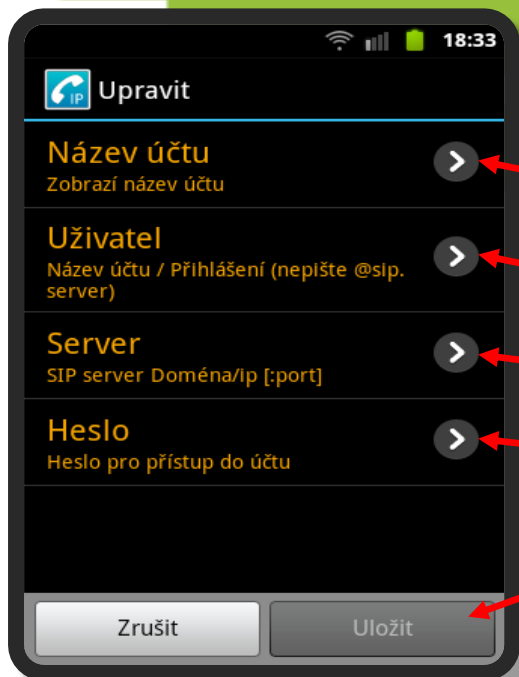 18:33
IP
Upravit
Název účtu
Zobrazí název účtu
Uživatel
Název účtu / Přihlášení (nepište @sip.
server)
Server
SIP server Doména/ip [:port]
Heslo
Heslo pro přístup do účtu
Zrušit
Uložit